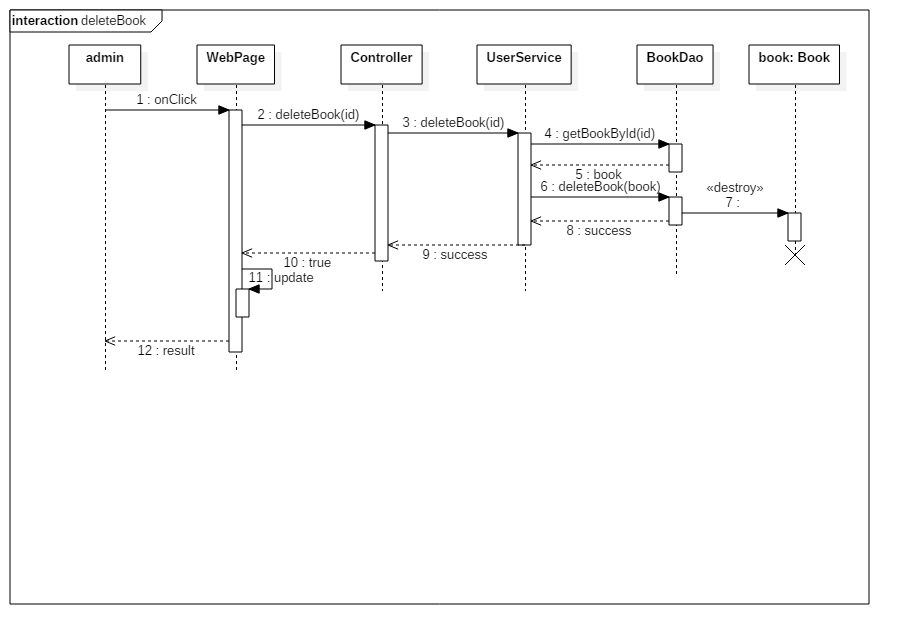 interaction deleteBook
admin
WebPage
Controller
UserService
BookDao
book: Book
1 : onClick
2 : deleteBook(id)
3 : deleteBook(id)
4 : getBookById(id)
5 : book
6 : deleteBook(book)
«destroy»
7 :
8 : success
9 : success
10 : true
11 : update
12 : result